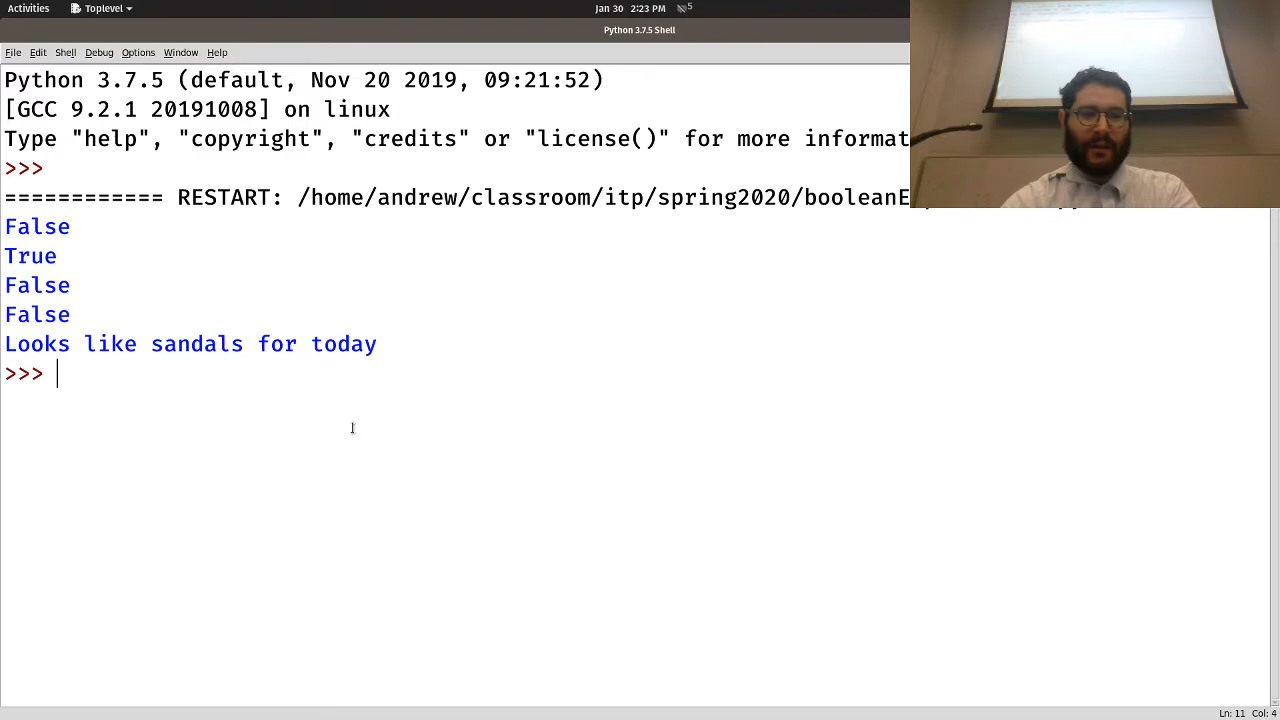 Activities
Toplevel
Jan 30 2:23 PM
5
Python 3.7.5 Shell
File Edit Shell Debug Options Window Help
Python 3.7.5 (default, Nov 20 2019, 09:21:52)
[GCC 9.2.1 20191008] on linux
Type "help", "copyright", "credits" or "license()" for more informat
>>>
============ RESTART: /home/andrew/classroom/itp/spring2020/booleanE
False
True
False
False
Looks like sandals for today
>>>
Ln: 11 Col: 4